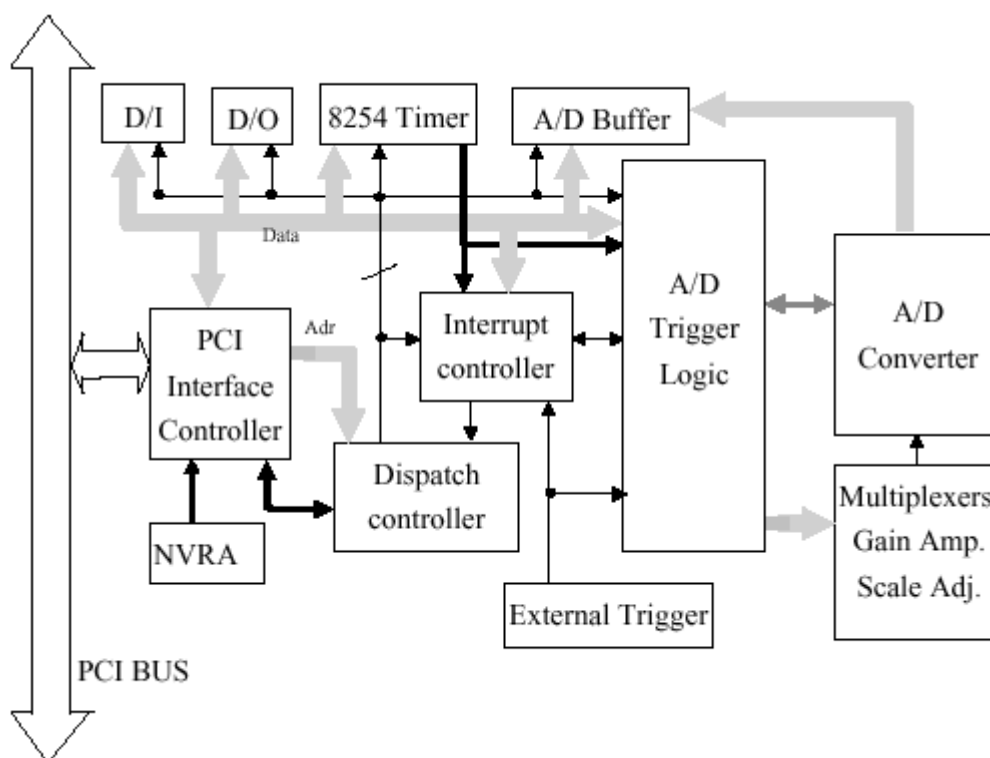 D/I
D/O
8254 Timer
A/D Buffer
Data
A/D
Trigger
Logic
A/D
Converter
PCI
Interface
Controller
Adr
Interrupt
controller
Dispatch
controller
Multiplexers
Gain Amp.
Scale Adj.
NVRA
External Trigger
PCI BUS